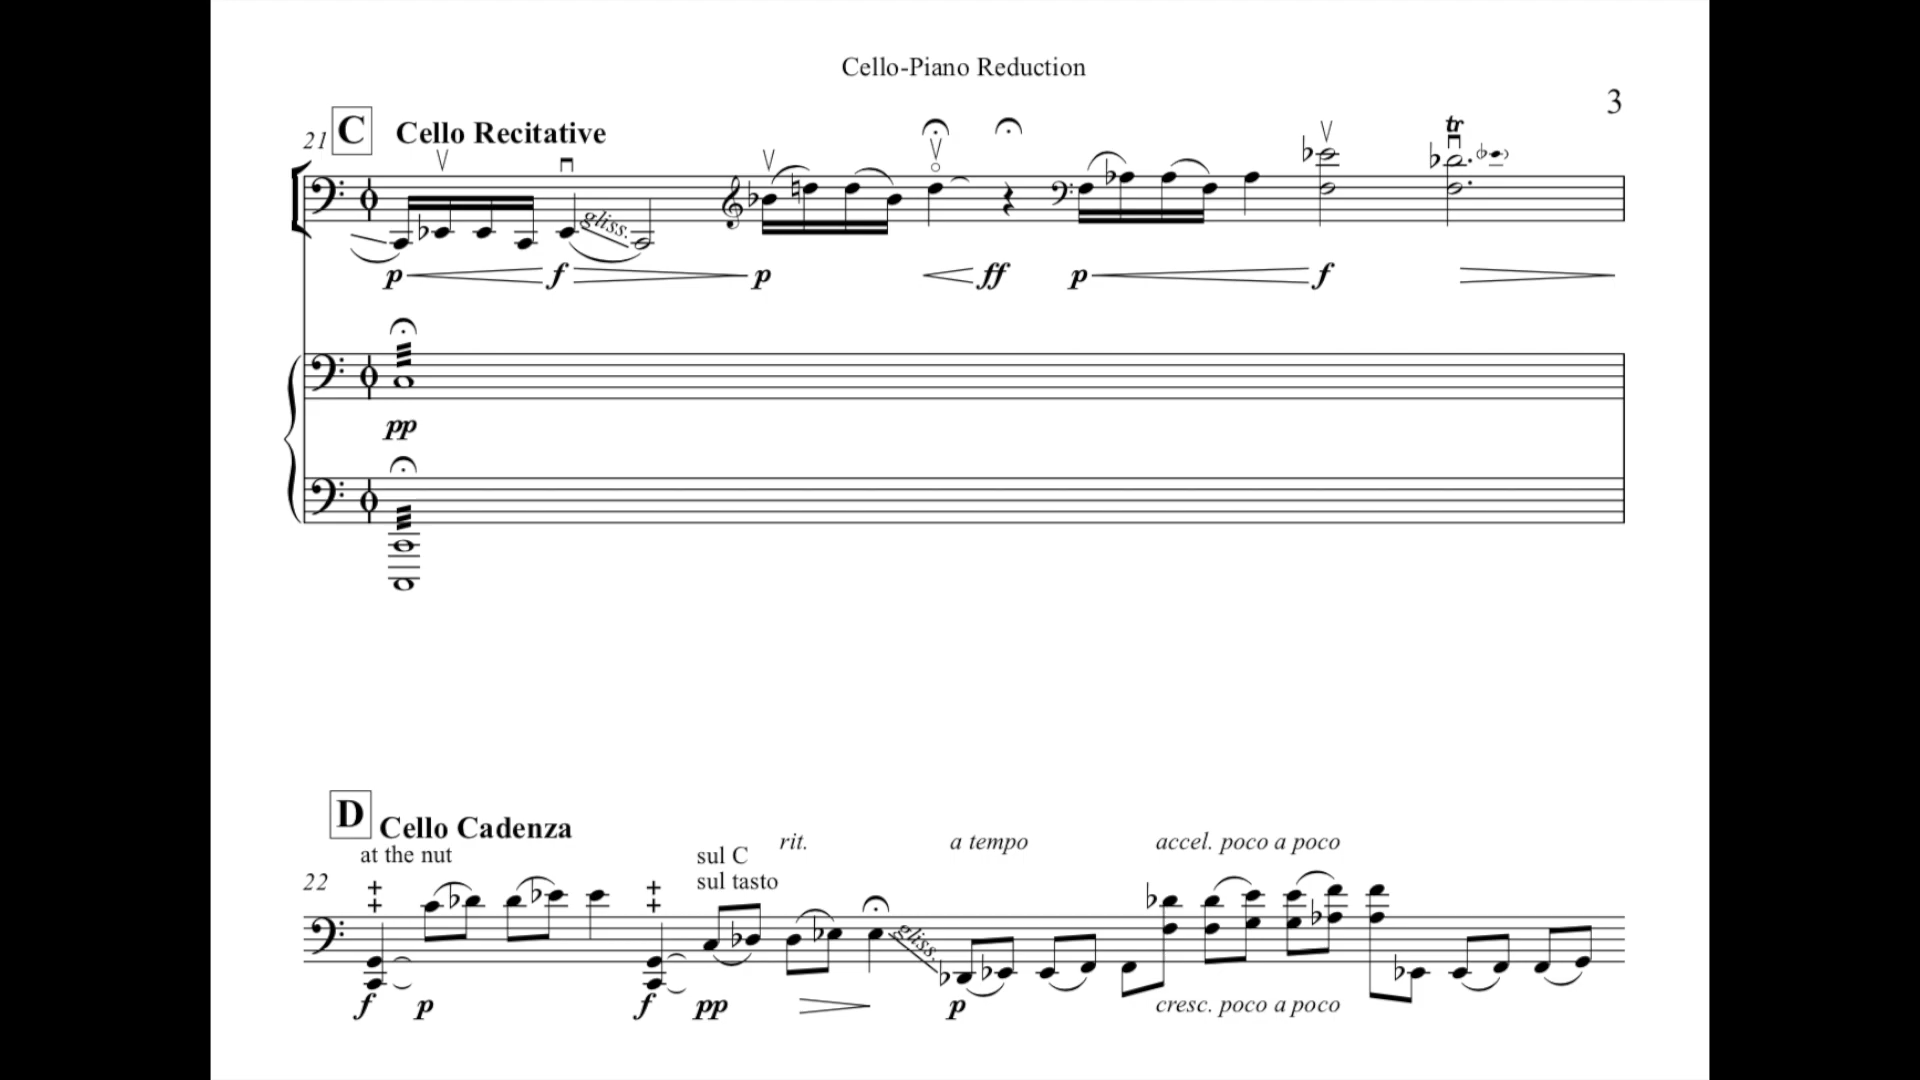 Cello-Piano Reduction
3
21 C Cello Recitative
gliss.
p f p ff p f
tr
pp
D Cello Cadenza
at the nut
sul C rit. a tempo accel. poco a poco
sul tasto
22
gliss.
f p f pp p cresc. poco a poco